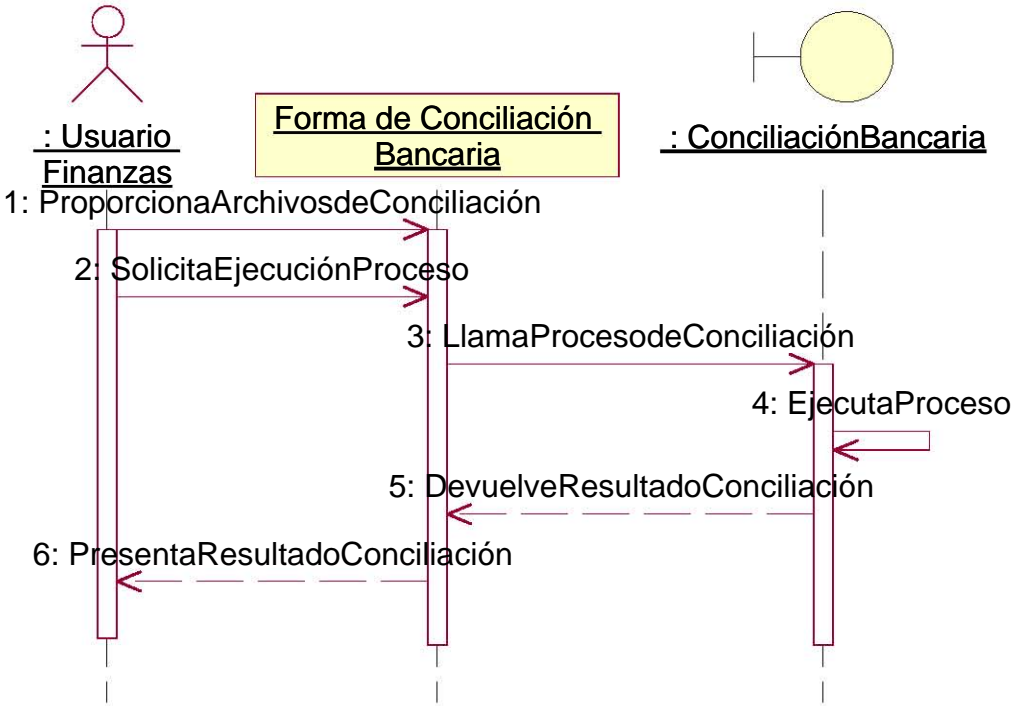 : Usuario
Finanzas
Forma de Conciliación
Bancaria
: ConciliaciónBancaria
1: ProporcionaArchivosdeConciliación
2: SolicitaEjecuciónProceso
3: LlamaProcesodeConciliación
4: EjecutaProceso
5: DevuelveResultadoConciliación
6: PresentaResultadoConciliación